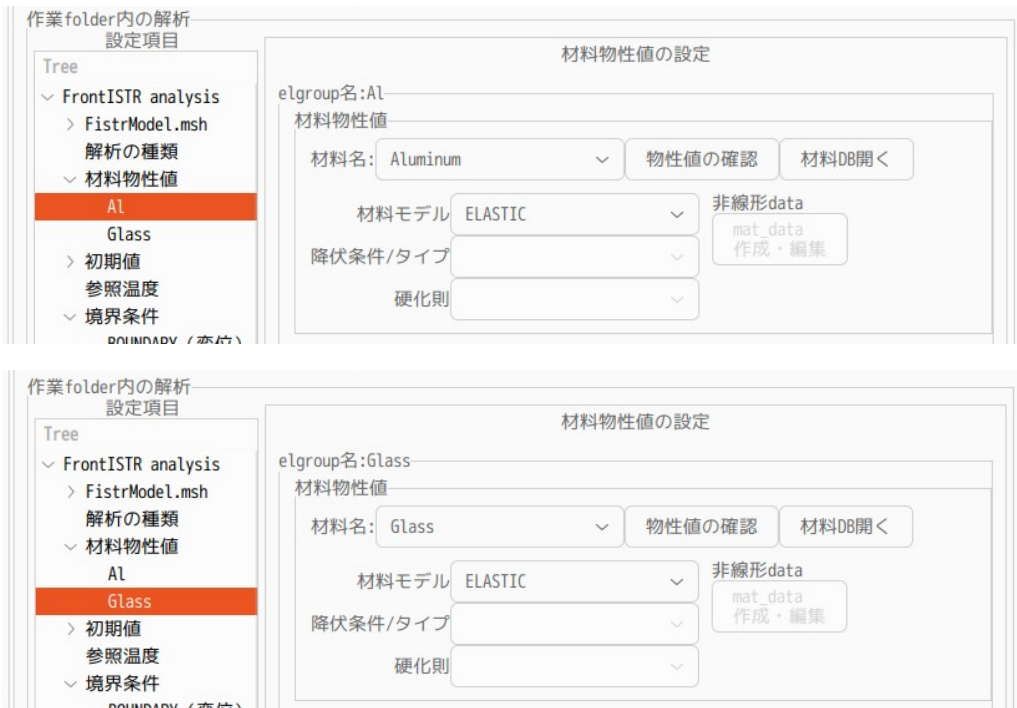 作業folder内の解析
設定項目
Tree
FrontISTR analysis
FistrModel.msh
解析の種類
材料物性値
Al
Glass
初期値
参照温度
境界条件
BOUNDARY (変位)
材料物性値の設定
elgroup名:Al
材料物性値
材料名: Aluminum 物性値の確認 材料DB開く
材料モデル ELASTIC
非線形data
mat_data
作成・編集
降伏条件/タイプ
硬化則
作業folder内の解析
設定項目
Tree
FrontISTR analysis
FistrModel.msh
解析の種類
材料物性値
Al
Glass
初期値
参照温度
境界条件
BOUNDARY (変位)
材料物性値の設定
elgroup名:Glass
材料物性値
材料名: Glass 物性値の確認 材料DB開く
材料モデル ELASTIC
非線形data
mat_data
作成・編集
降伏条件/タイプ
硬化則